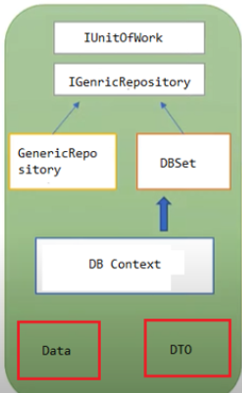 IUnitOfWork
IGenricRepository
GenericRepo
sitory
DBSet
DB Context
Data
DTO